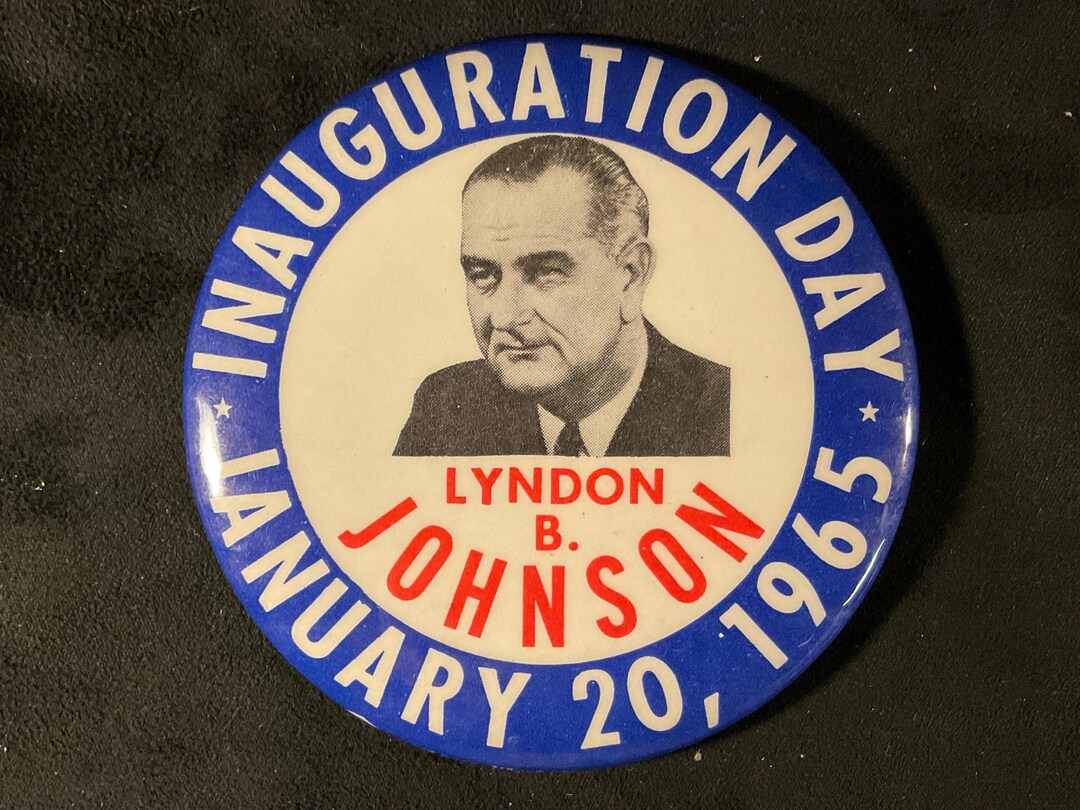 INAUGURATION DAY
LYNDON
B.
JOHNSON
JANUARY 20, 1965